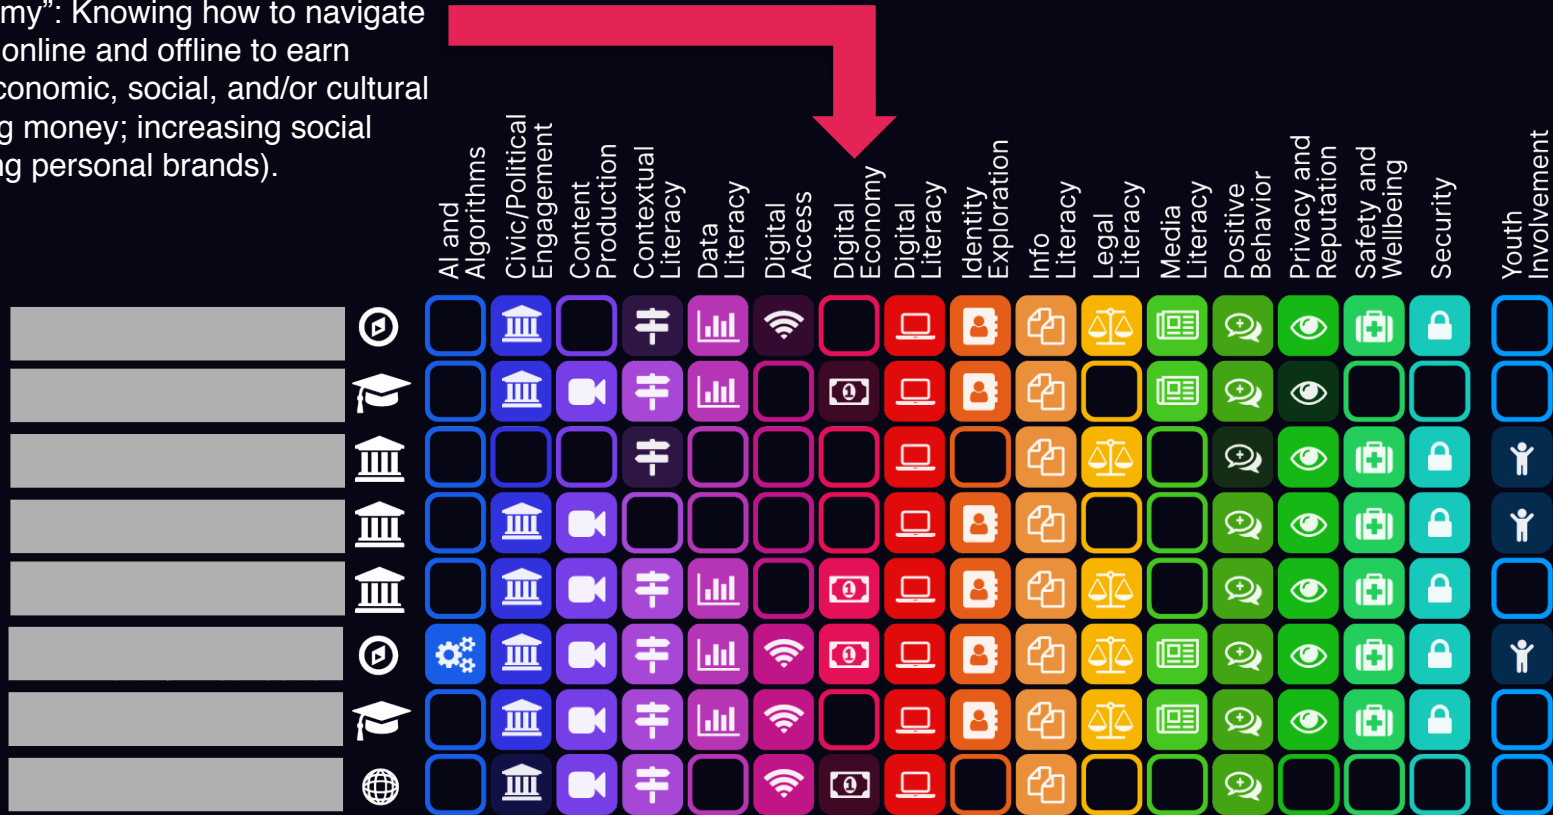 my”: Knowing how to navigate
online and offline to earn
conomic, social, and/or cultural
g money; increasing social
ng personal brands).
AI and
Algorithms
Civic/Political
Engagement
Content
Production
Contextual
Literacy
Data
Literacy
Digital
Access
Digital
Economy
Digital
Literacy
Identity
Exploration
Info
Literacy
Legal
Literacy
Media
Literacy
Positive
Behavior
Privacy and
Reputation
Safety and
Wellbeing
Security
Youth
Involvement